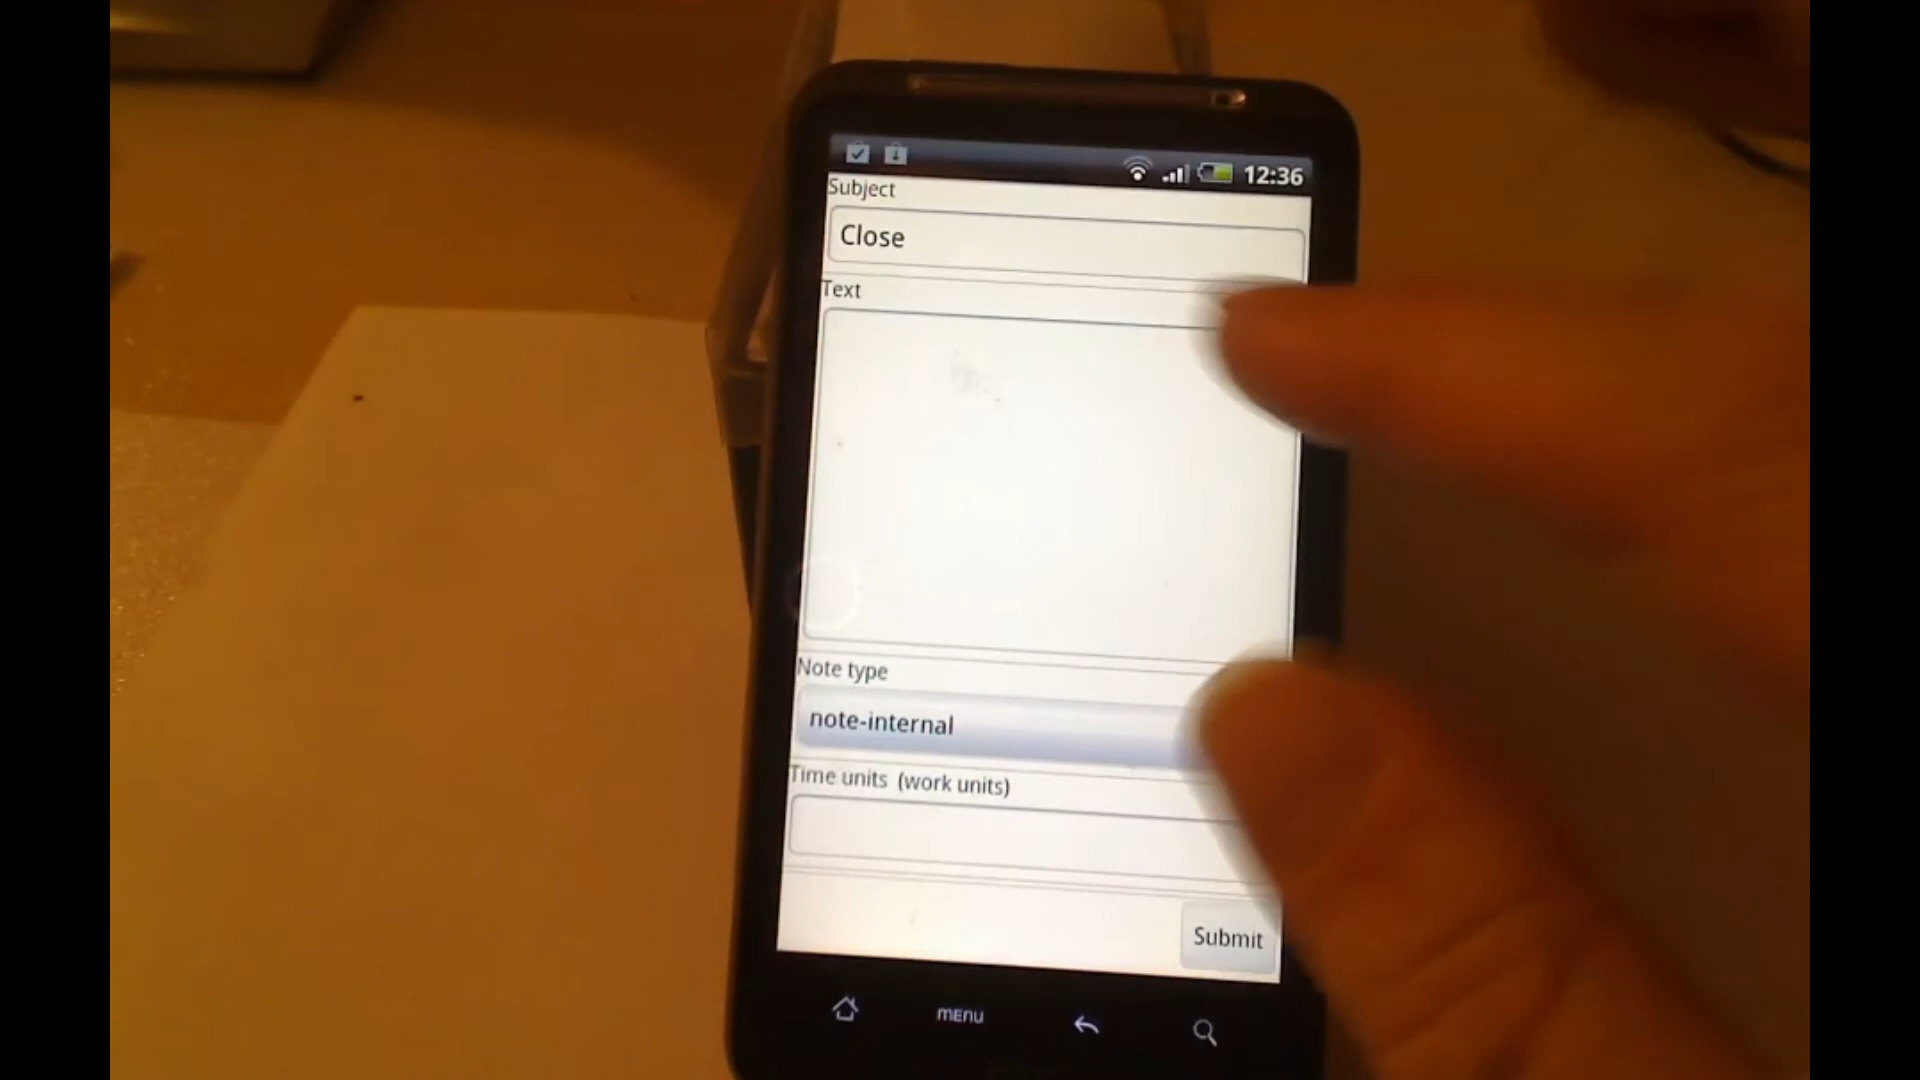 12:36
Subject
Close
Text
Note type
note-internal
Time units (work units)
Submit
MENU